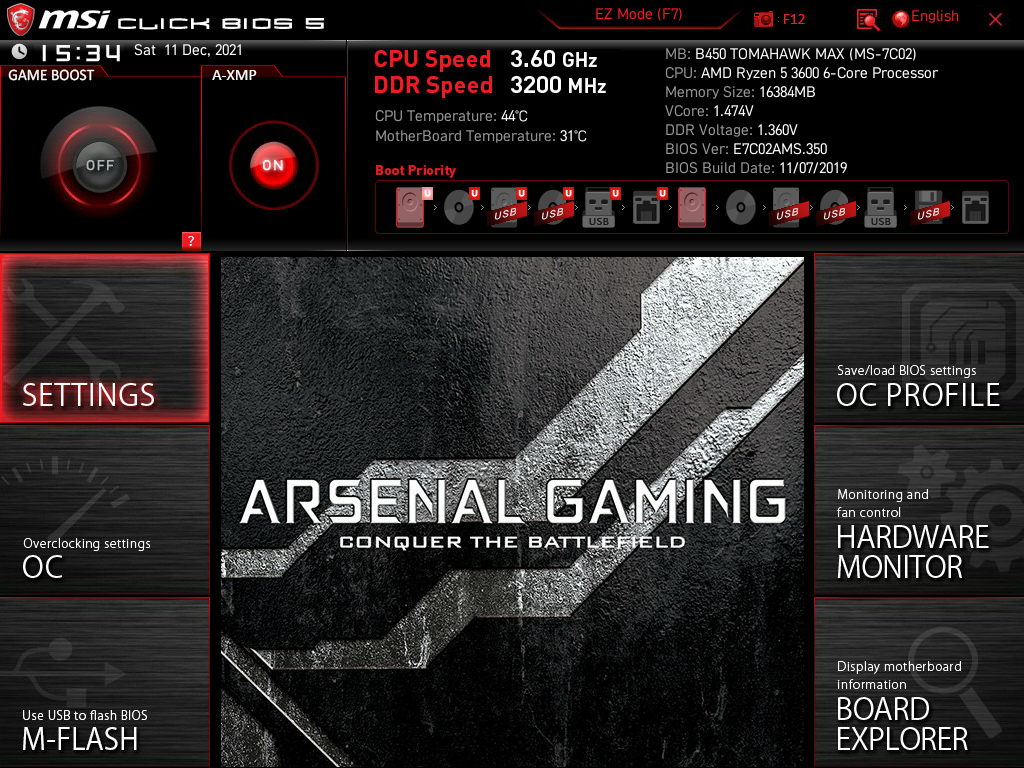 msi CLICK BIOS 5
EZ Mode (F7)
: F12
English
15:34 Sat 11 Dec, 2021
GAME BOOST
A-XMP
OFF
ON
?
CPU Speed 3.60 GHz
DDR Speed 3200 MHz
CPU Temperature: 44°C
MotherBoard Temperature: 31°C
MB: B450 TOMAHAWK MAX (MS-7C02)
CPU: AMD Ryzen 5 3600 6-Core Processor
Memory Size: 16384MB
VCore: 1.474V
DDR Voltage: 1.360V
BIOS Ver: E7C02AMS.350
BIOS Build Date: 11/07/2019
Boot Priority
U U U U U U
USB USB USB USB USB USB USB
SETTINGS
Overclocking settings
OC
Use USB to flash BIOS
M-FLASH
ARSENAL GAMING
CONQUER THE BATTLEFIELD
Save/load BIOS settings
OC PROFILE
Monitoring and
fan control
HARDWARE
MONITOR
Display motherboard
information
BOARD
EXPLORER